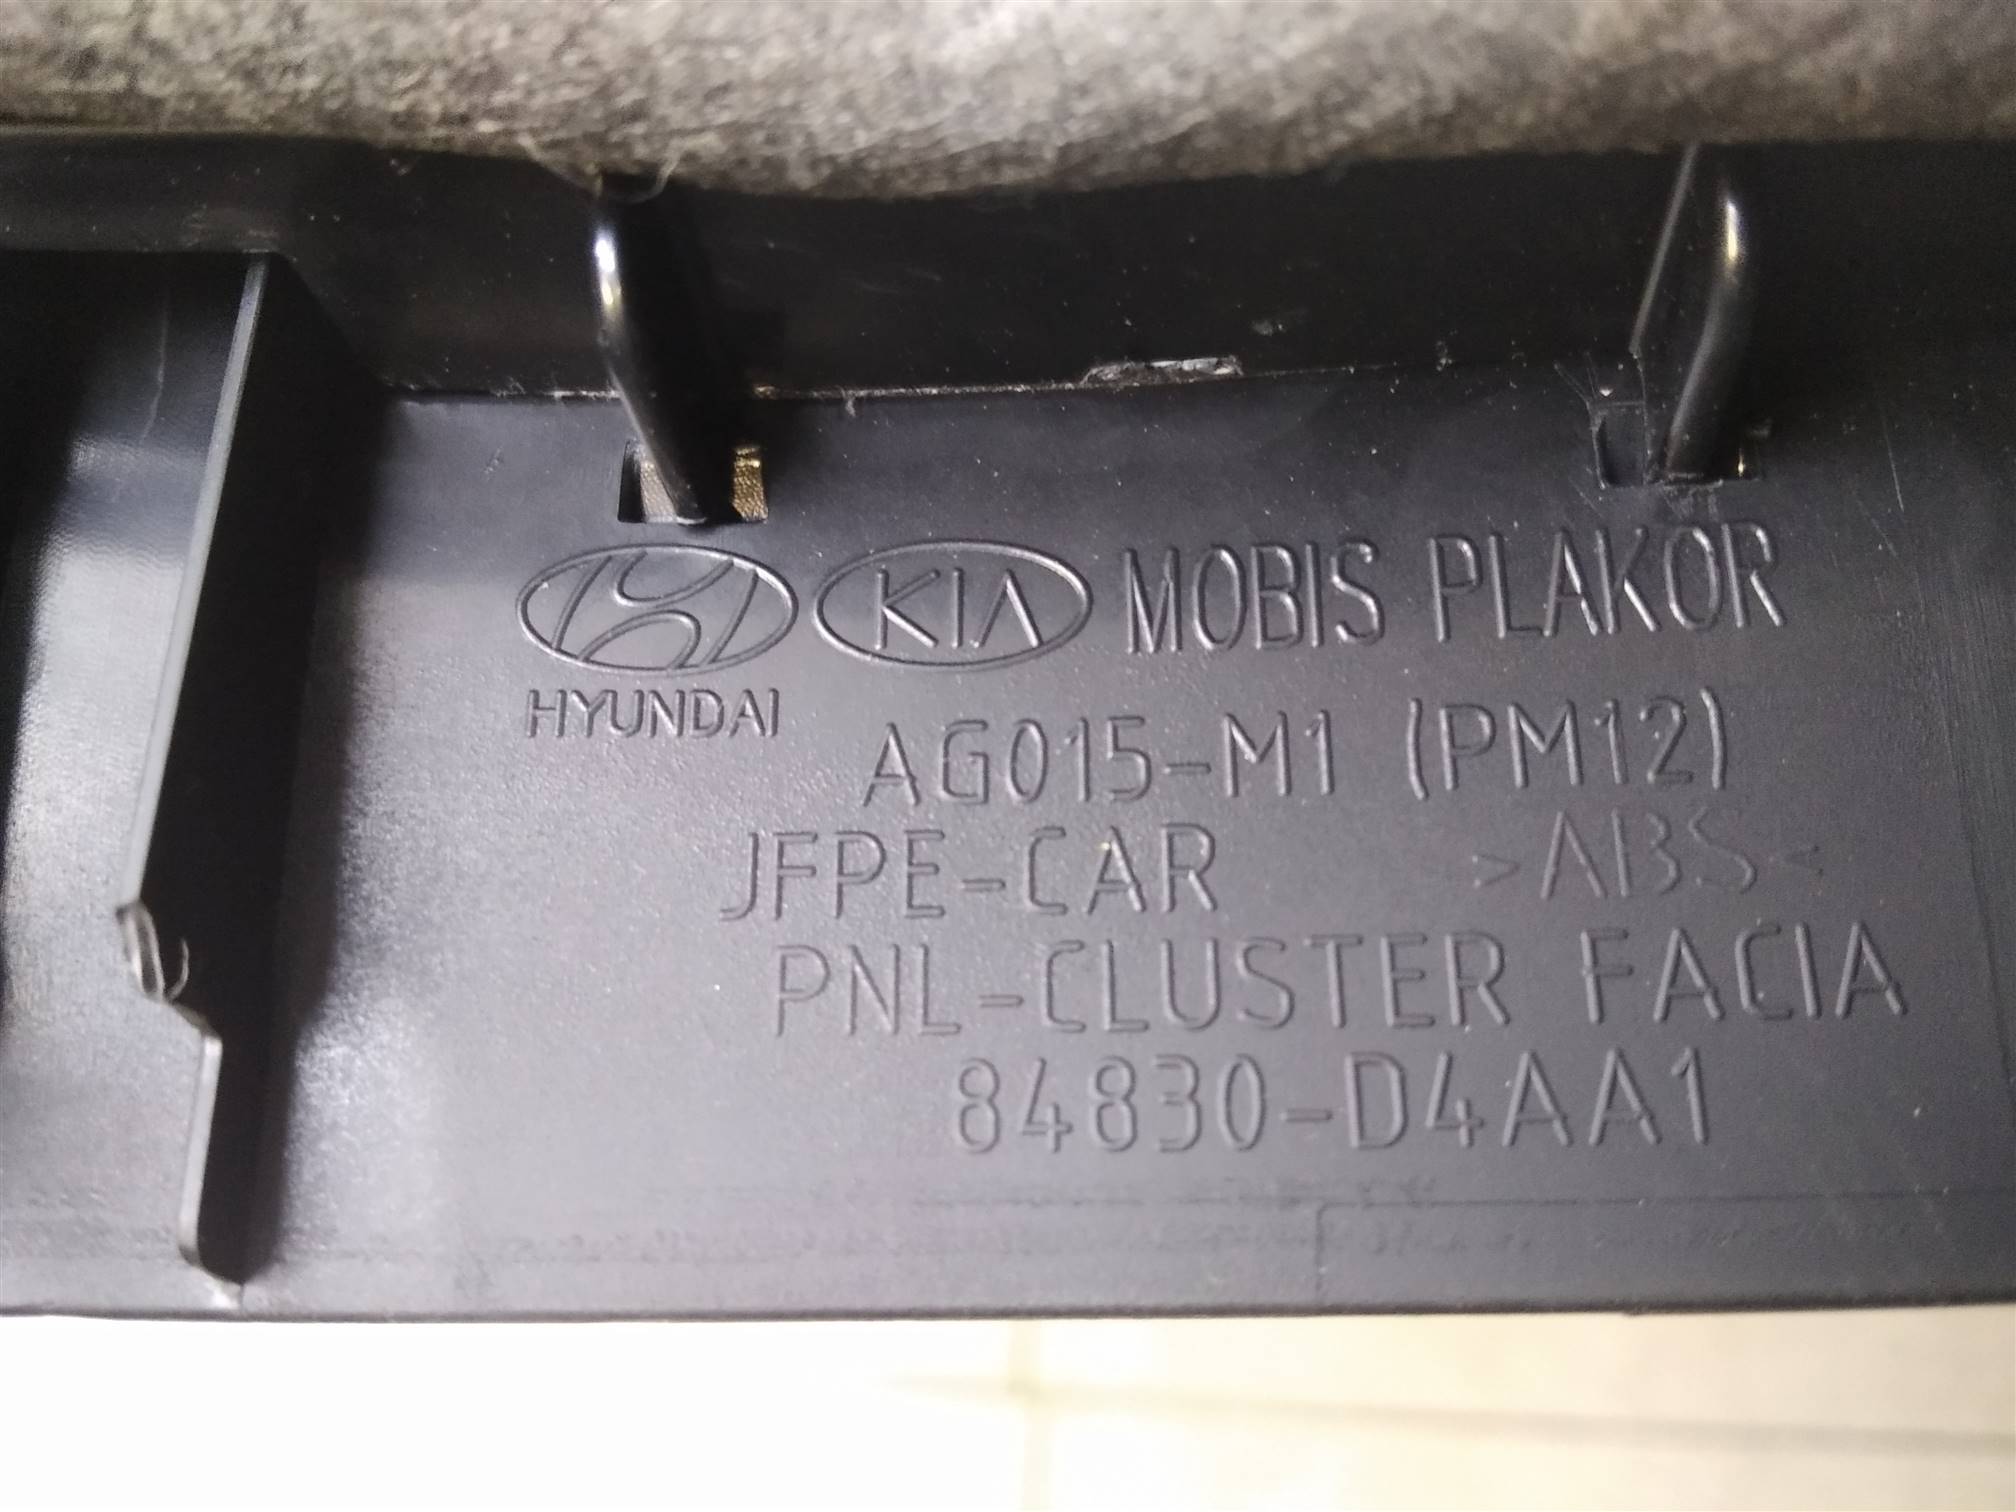 KIA MOBIS PLAKOR
HYUNDAI
AG015-M1 (PM12)
JFPE-CAR >ABS<
PNL-CLUSTER FACIA
84830-D4AA1